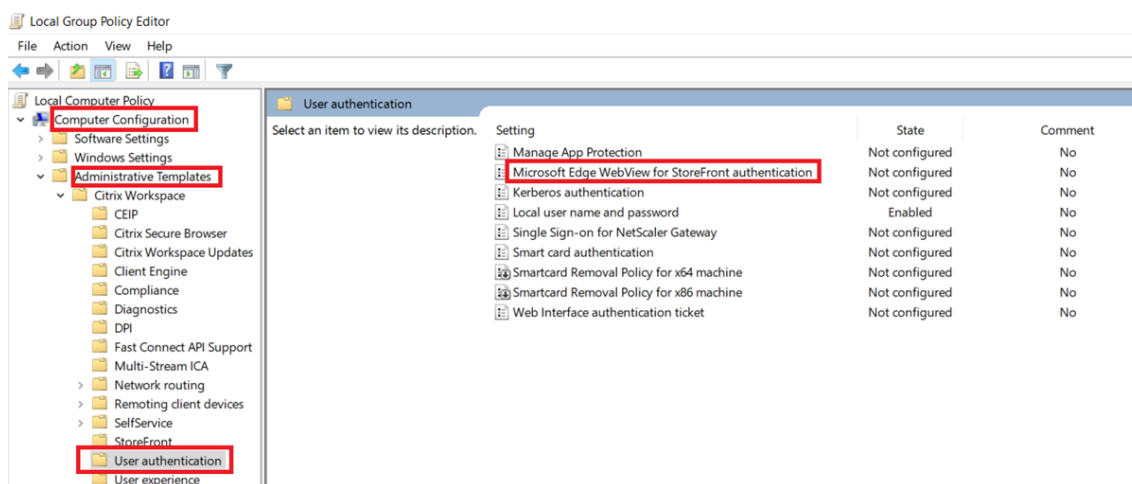 Local Group Policy Editor
File Action View Help
Local Computer Policy
Computer Configuration
Software Settings
Windows Settings
Administrative Templates
Citrix Workspace
CEIP
Citrix Secure Browser
Citrix Workspace Updates
Client Engine
Compliance
Diagnostics
DPI
Fast Connect API Support
Multi-Stream ICA
Network routing
Remoting client devices
SelfService
StoreFront
User authentication
User experience
User authentication
Select an item to view its description.
Setting State Comment
Manage App Protection Not configured No
Microsoft Edge WebView for StoreFront authentication Not configured No
Kerberos authentication Not configured No
Local user name and password Enabled No
Single Sign-on for NetScaler Gateway Not configured No
Smart card authentication Not configured No
Smartcard Removal Policy for x64 machine Not configured No
Smartcard Removal Policy for x86 machine Not configured No
Web Interface authentication ticket Not configured No